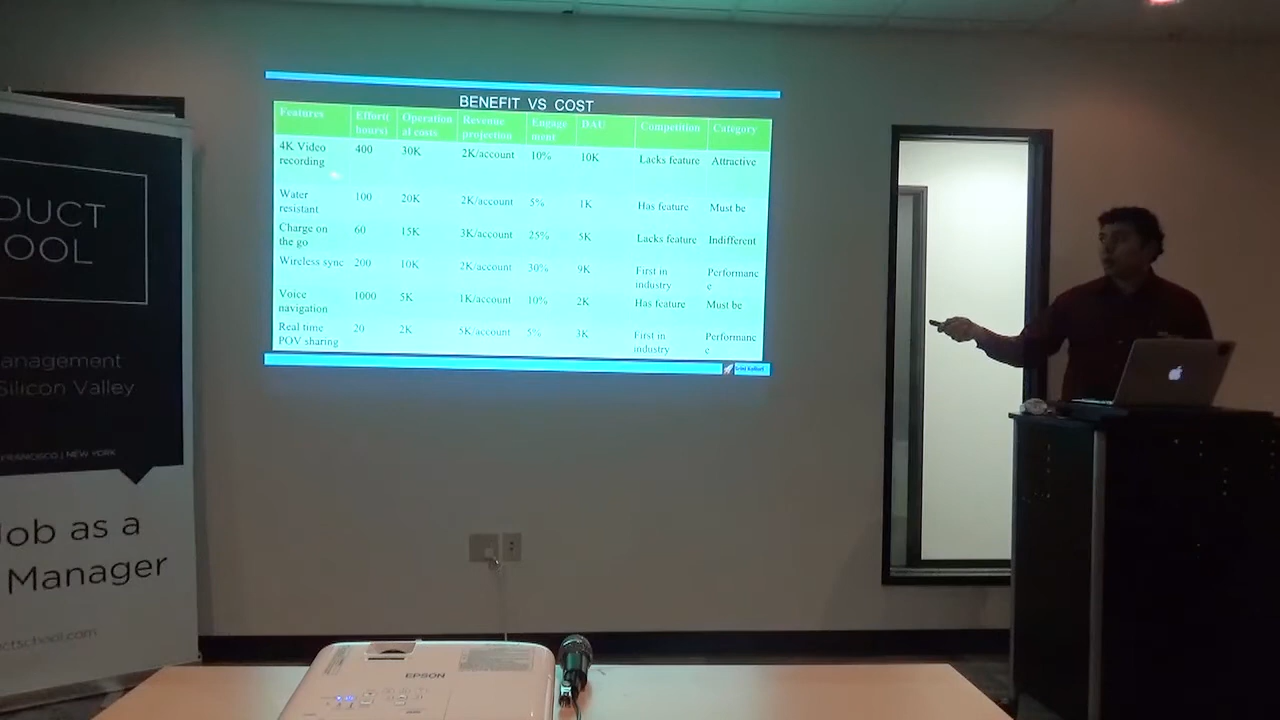 BENEFIT VS COST
Features Effort( Operation Revenue Engage DAU Competition Category
hours) al costs projection ment
4K Video 400 30K 2K/account 10% 10K Lacks feature Attractive
recording
Water 100 20K 2K/account 5% 1K Has feature Must be
resistant
Charge on 60 15K 3K/account 25% 5K Lacks feature Indifferent
the go
Wireless sync 200 10K 2K/account 30% 9K First in Performanc
industry e
Voice 1000 5K 1K/account 10% 2K Has feature Must be
navigation
Real time 20 2K 5K/account 5% 3K First in Performanc
POV sharing industry e
DUCT
OOL
anagement
Silicon Valley
FRANCISCO | NEW YORK
Job as a
Manager
ctschool.com
EPSON